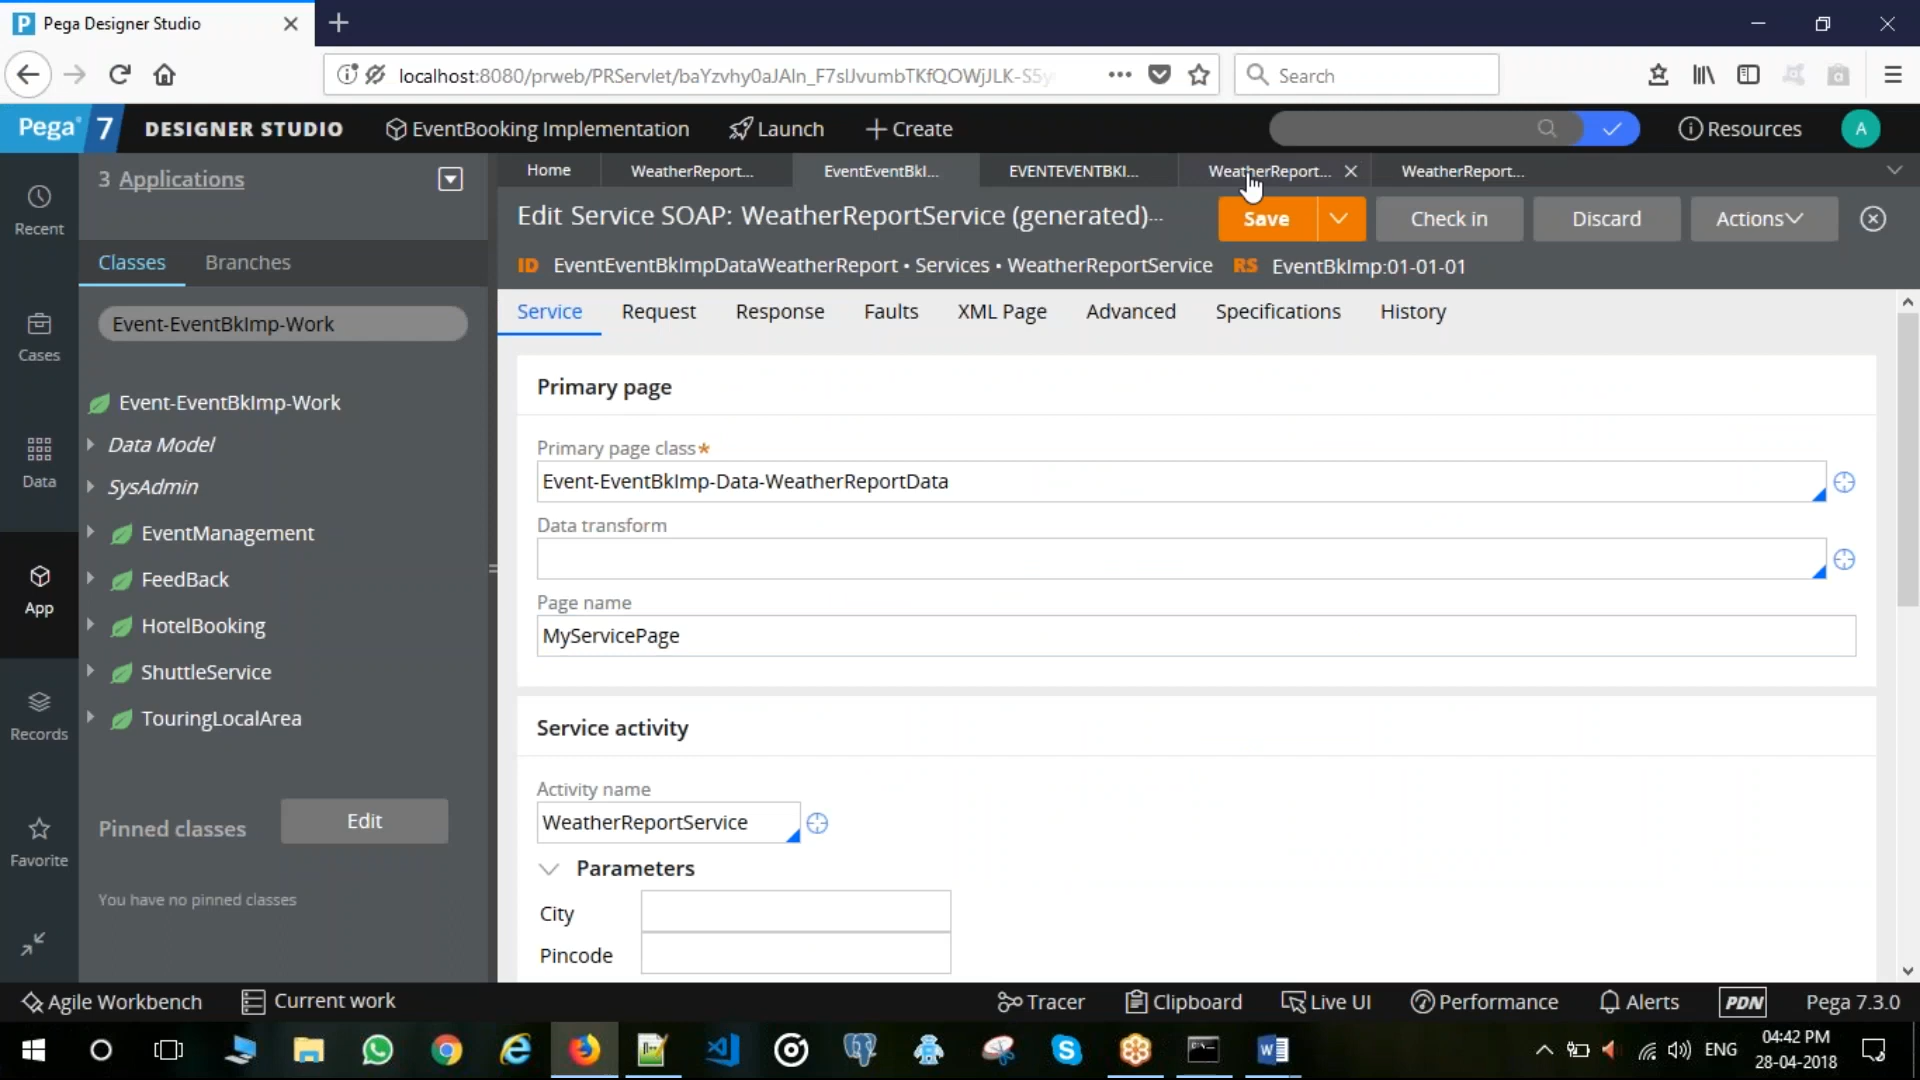 Pega Designer Studio
localhost:8080/prweb/PRServlet/baYzvhy0aJAln_F7slJvumbTKfQOWjJLK-S5y
Search
Pega 7 DESIGNER STUDIO EventBooking Implementation Launch Create Resources A
3 Applications
Home WeatherReport... EventEventBkI... EVENTEVENTBKI... WeatherReport... WeatherReport...
Edit Service SOAP: WeatherReportService (generated)...
Save Check in Discard Actions
ID EventEventBkImpDataWeatherReport • Services • WeatherReportService RS EventBkImp:01-01-01
Recent
Cases
Data
App
Records
Favorite
Classes Branches
Event-EventBkImp-Work
Event-EventBkImp-Work
Data Model
SysAdmin
EventManagement
FeedBack
HotelBooking
ShuttleService
TouringLocalArea
Pinned classes Edit
You have no pinned classes
Service Request Response Faults XML Page Advanced Specifications History
Primary page
Primary page class*
Event-EventBkImp-Data-WeatherReportData
Data transform
Page name
MyServicePage
Service activity
Activity name
WeatherReportService
Parameters
City
Pincode
Agile Workbench Current work Tracer Clipboard Live UI Performance Alerts PDN Pega 7.3.0
ENG
04:42 PM
28-04-2018